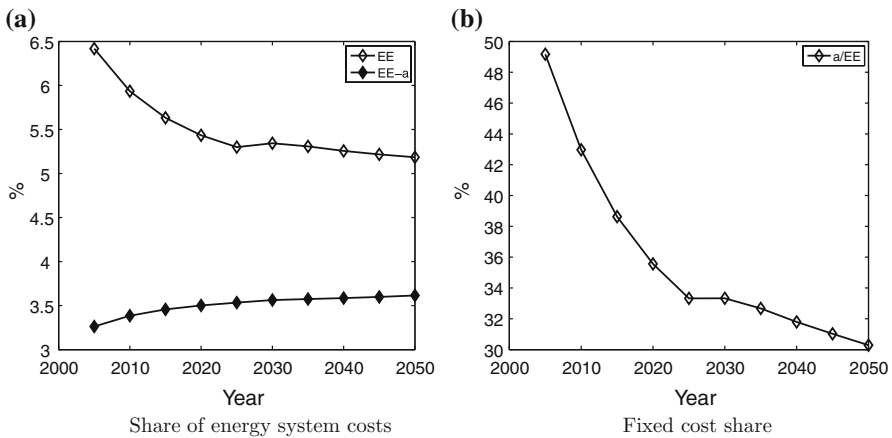 (a)
6.5
6
5.5
5
4.5
4
3.5
3
%
2000 2010 2020 2030 2040 2050
Year
EE
EE–a
Share of energy system costs
(b)
50
48
46
44
42
40
38
36
34
32
30
%
2000 2010 2020 2030 2040 2050
Year
a/EE
Fixed cost share